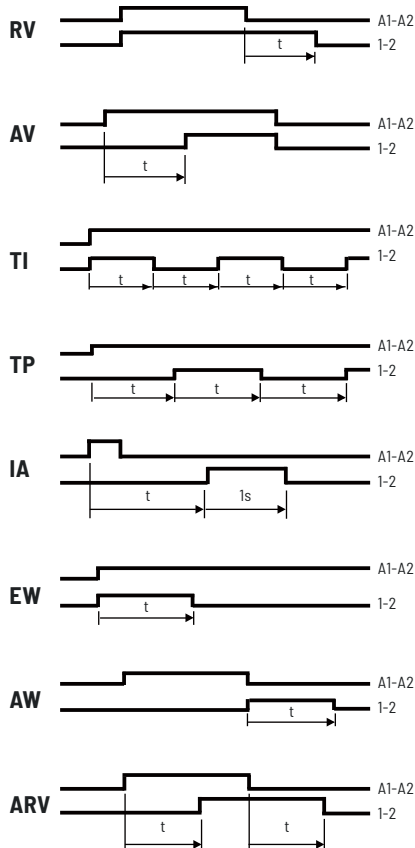 RV
A1-A2
1-2
t
AV
A1-A2
1-2
t
TI
A1-A2
1-2
t t t t
TP
A1-A2
1-2
t t t
IA
A1-A2
1-2
t 1s
EW
A1-A2
1-2
t
AW
A1-A2
1-2
t
ARV
A1-A2
1-2
t t